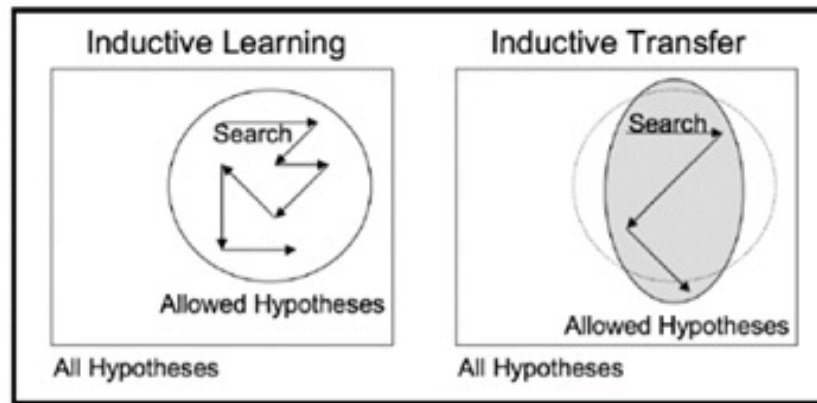 Inductive Learning
Search
Allowed Hypotheses
All Hypotheses
Inductive Transfer
Search
Allowed Hypotheses
All Hypotheses